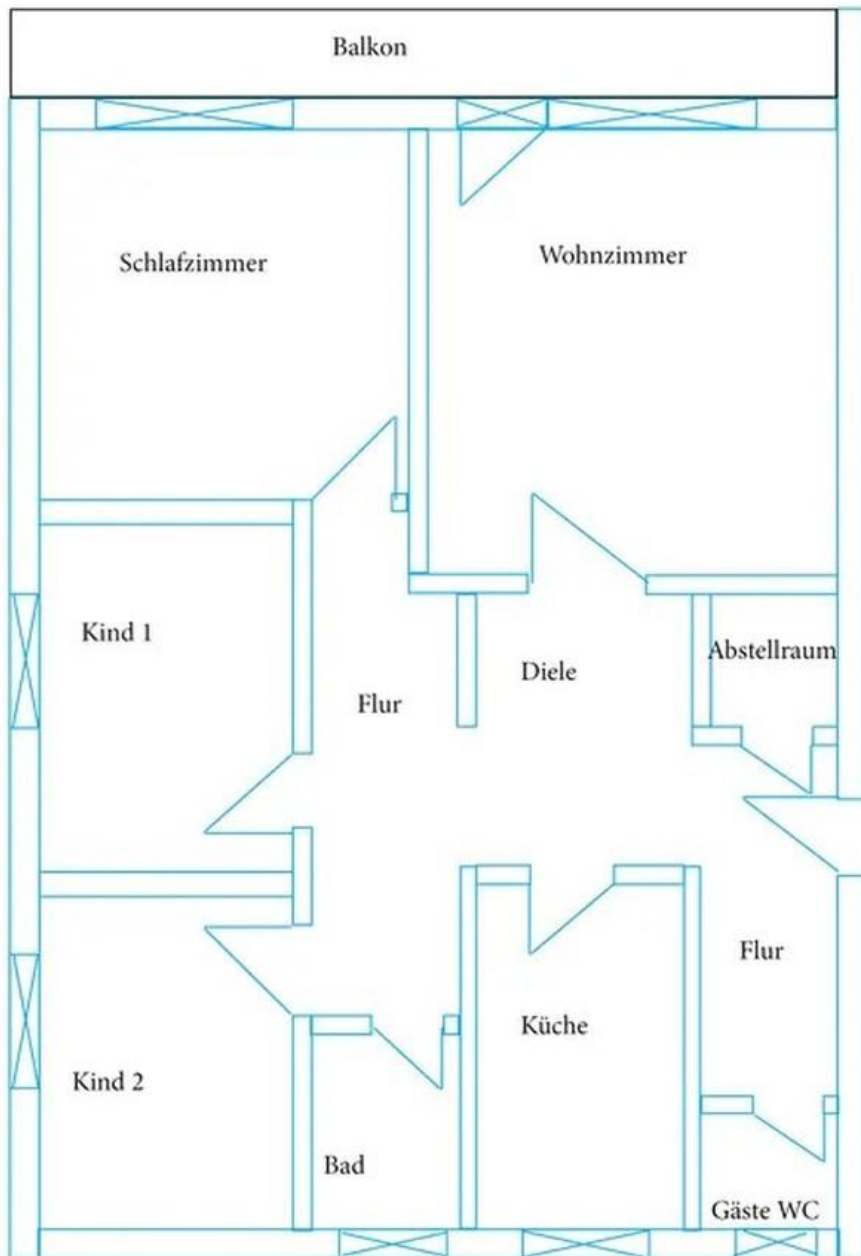 Balkon
Schlafzimmer
Wohnzimmer
Kind 1
Abstellraum
Diele
Flur
Flur
Küche
Kind 2
Bad
Gäste WC